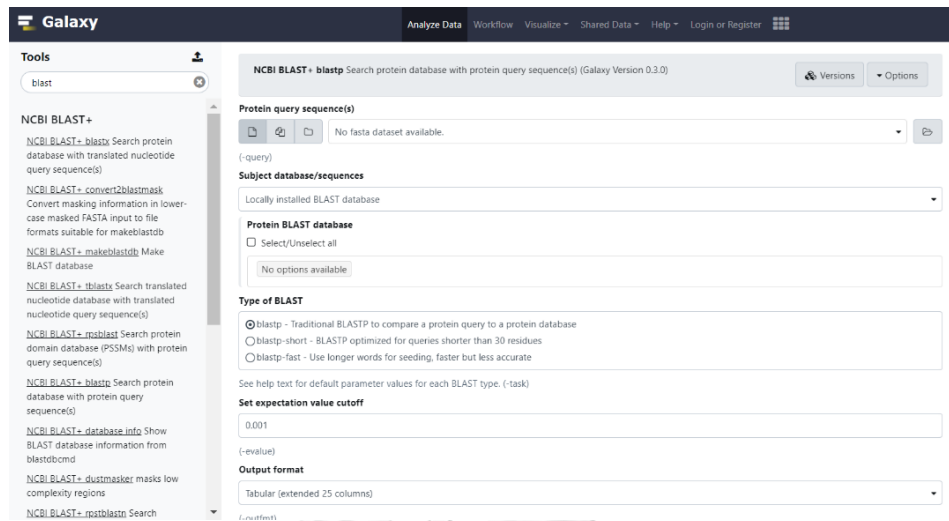 Galaxy
Analyze Data Workflow Visualize Shared Data Help Login or Register
Tools
blast
NCBI BLAST+
NCBI BLAST+ blastx Search protein
database with translated nucleotide
query sequence(s)
NCBI BLAST+ convert2blastmask
Convert masking information in lower-
case masked FASTA input to file
formats suitable for makeblastdb
NCBI BLAST+ makeblastdb Make
BLAST database
NCBI BLAST+ tblastx Search translated
nucleotide database with translated
nucleotide query sequence(s)
NCBI BLAST+ rpsblast Search protein
domain database (PSSMs) with protein
query sequence(s)
NCBI BLAST+ blastp Search protein
database with protein query
sequence(s)
NCBI BLAST+ database info Show
BLAST database information from
blastdbcmd
NCBI BLAST+ dustmasker masks low
complexity regions
NCBI BLAST+ rpstblastn Search
NCBI BLAST+ blastp Search protein database with protein query sequence(s) (Galaxy Version 0.3.0)
Versions
Options
Protein query sequence(s)
No fasta dataset available.
(-query)
Subject database/sequences
Locally installed BLAST database
Protein BLAST database
Select/Unselect all
No options available
Type of BLAST
blastp - Traditional BLASTP to compare a protein query to a protein database
blastp-short - BLASTP optimized for queries shorter than 30 residues
blastp-fast - Use longer words for seeding, faster but less accurate
See help text for default parameter values for each BLAST type. (-task)
Set expectation value cutoff
0.001
(-evalue)
Output format
Tabular (extended 25 columns)
(-outfmt)